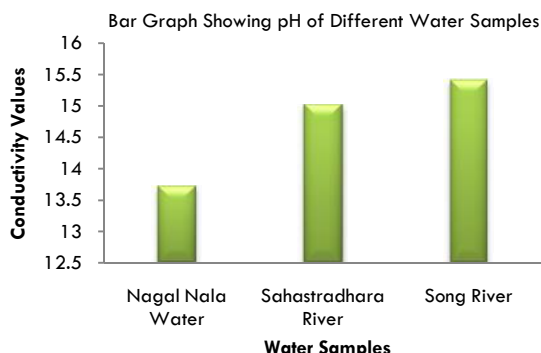 Bar Graph Showing pH of Different Water Samples
16
15.5
15
14.5
14
13.5
13
12.5
Conductivity Values
Nagal Nala
Water
Sahastradhara
River
Song River
Water Samples